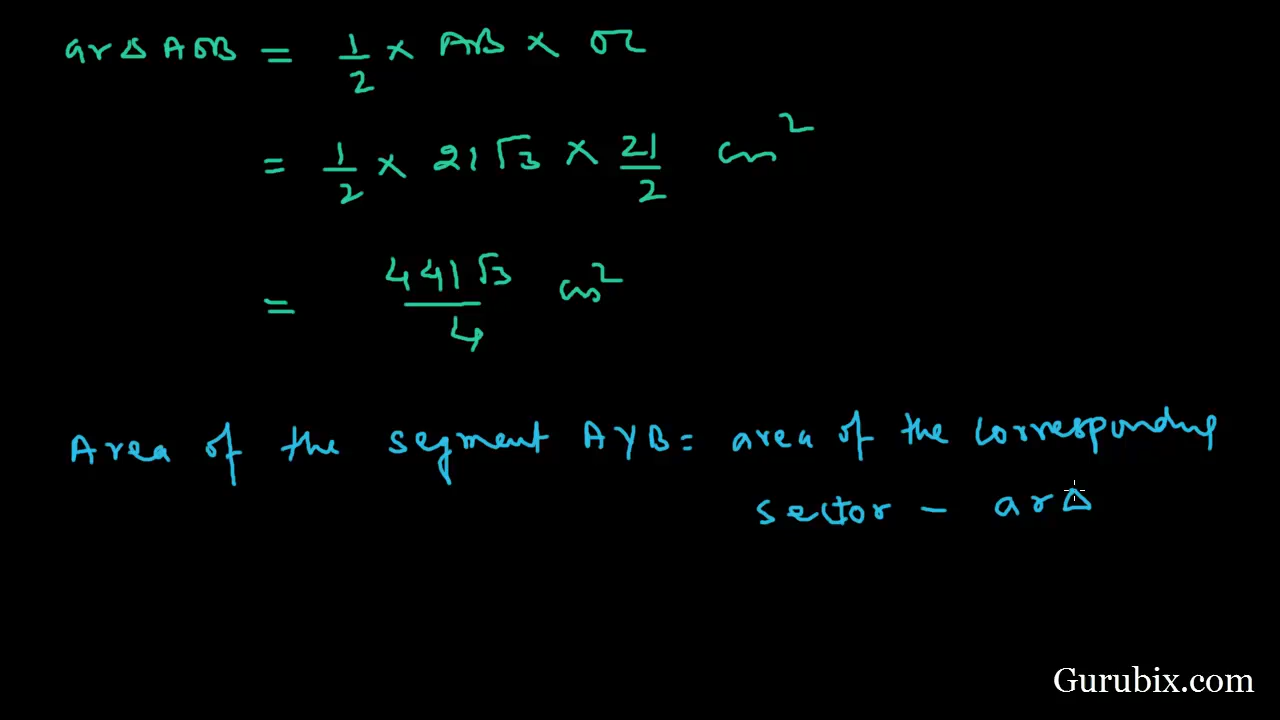 ar Δ AOB = 1/2 × AB × OL
= 1/2 × 21√3 × 21/2 cm²
= 441√3/4 cm²
Area of the segment AYB = area of the corresponding
sector - ar Δ
Gurubix.com